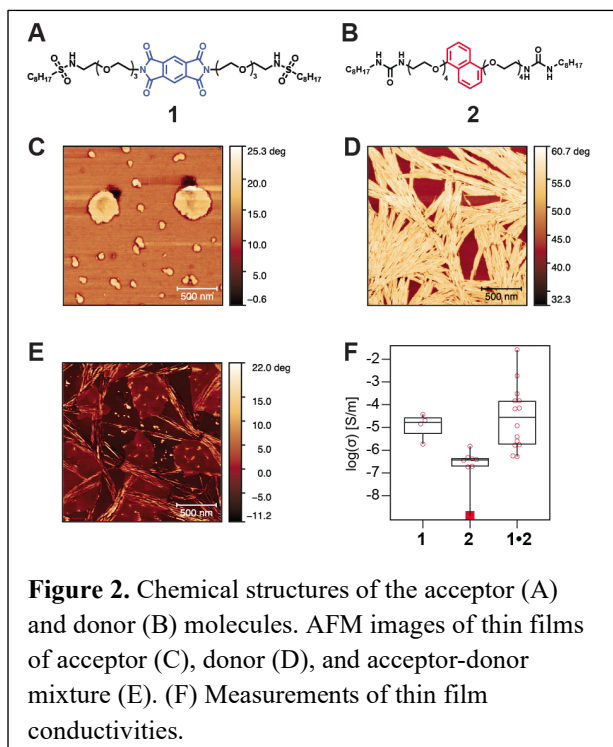 A
B
H
N
S
O
O
C8H17
O
3
N
O
O
O
O
N
O
3
H
N
S
O
O
C8H17
1
C8H17
H
N
H
N
O
O
4
O
4
N
H
N
H
O
C8H17
2
C
25.3 deg
20.0
15.0
10.0
5.0
−0.6
500 nm
D
60.7 deg
55.0
50.0
45.0
40.0
32.3
500 nm
E
22.0 deg
15.0
10.0
5.0
0.0
−5.0
−11.2
500 nm
F
log(σ) [S/m]
-2
-3
-4
-5
-6
-7
-8
1
2
1•2
Figure 2. Chemical structures of the acceptor (A)
and donor (B) molecules. AFM images of thin films
of acceptor (C), donor (D), and acceptor-donor
mixture (E). (F) Measurements of thin film
conductivities.